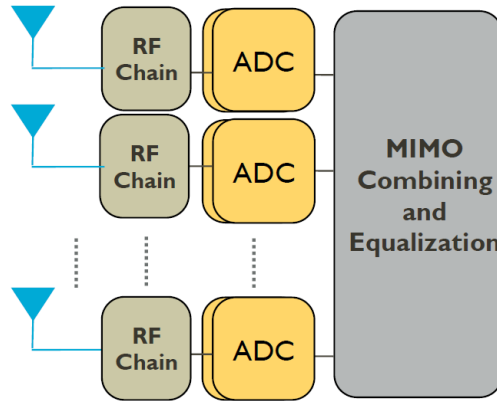 RF
Chain
ADC
RF
Chain
ADC
MIMO
Combining
and
Equalization
RF
Chain
ADC